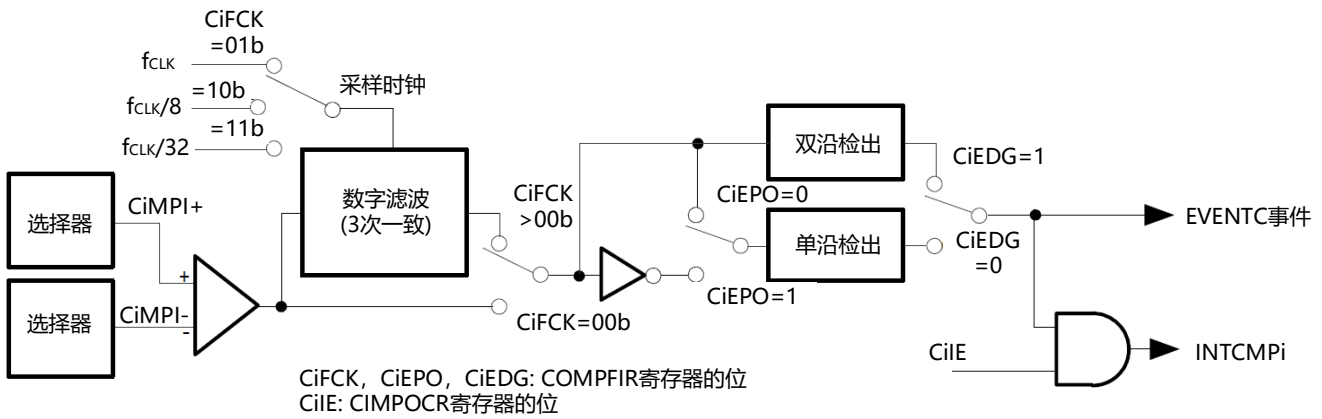 CiFCK
=01b
fCLK
采样时钟
=10b
fCLK/8
=11b
fCLK/32
双沿检出
CiEDG=1
选择器
CiMPI+
数字滤波
(3次一致)
CiFCK
>00b
CiEPO=0
EVENTC事件
单沿检出
CiEDG
=0
+
选择器
CiMPI-
-
CiEPO=1
CiFCK=00b
CiIE
INTCMPi
CiFCK，CiEPO，CiEDG: COMPFIR寄存器的位
CiIE: CIMPOCR寄存器的位